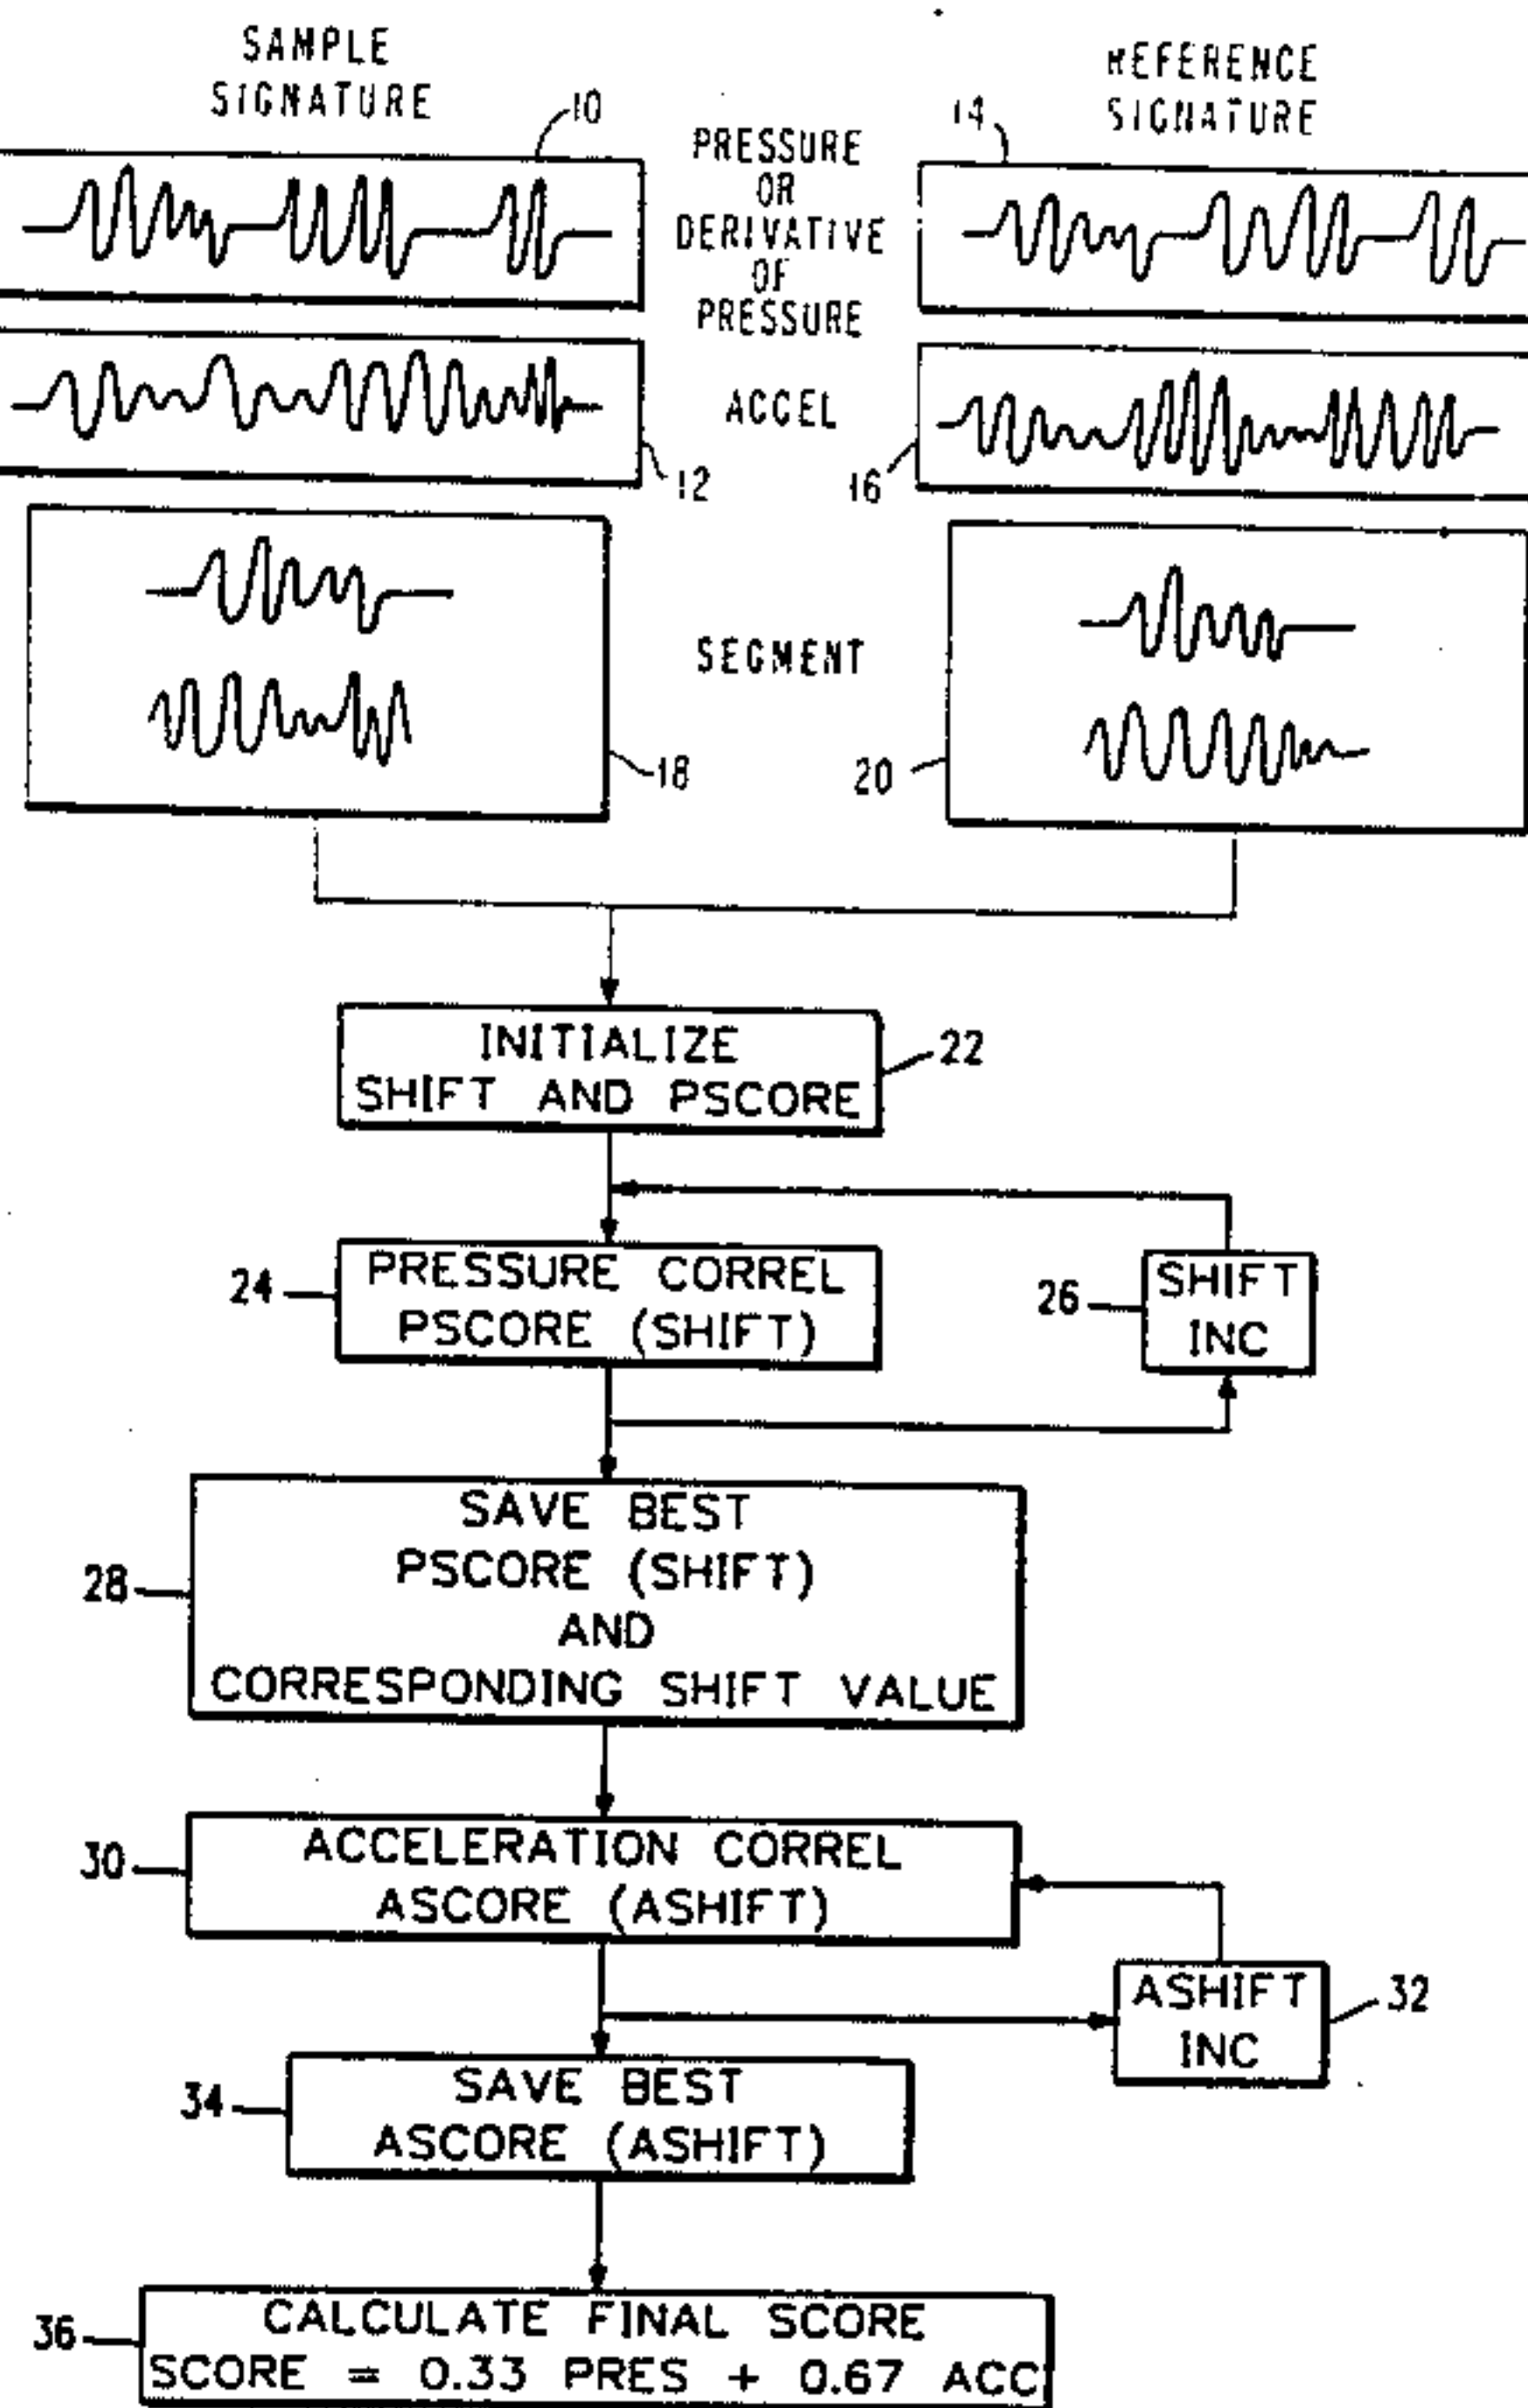 SAMPLE
SIGNATURE
10
PRESSURE
OR
DERIVATIVE
OF
PRESSURE
14
REFERENCE
SIGNATURE
ACCEL
12
16
SEGMENT
18
20
INITIALIZE
SHIFT AND PSCORE
22
24
PRESSURE CORREL
PSCORE (SHIFT)
26
SHIFT
INC
28
SAVE BEST
PSCORE (SHIFT)
AND
CORRESPONDING SHIFT VALUE
30
ACCELERATION CORREL
ASCORE (ASHIFT)
ASHIFT
INC
32
34
SAVE BEST
ASCORE (ASHIFT)
36
CALCULATE FINAL SCORE
SCORE = 0.33 PRES + 0.67 ACC